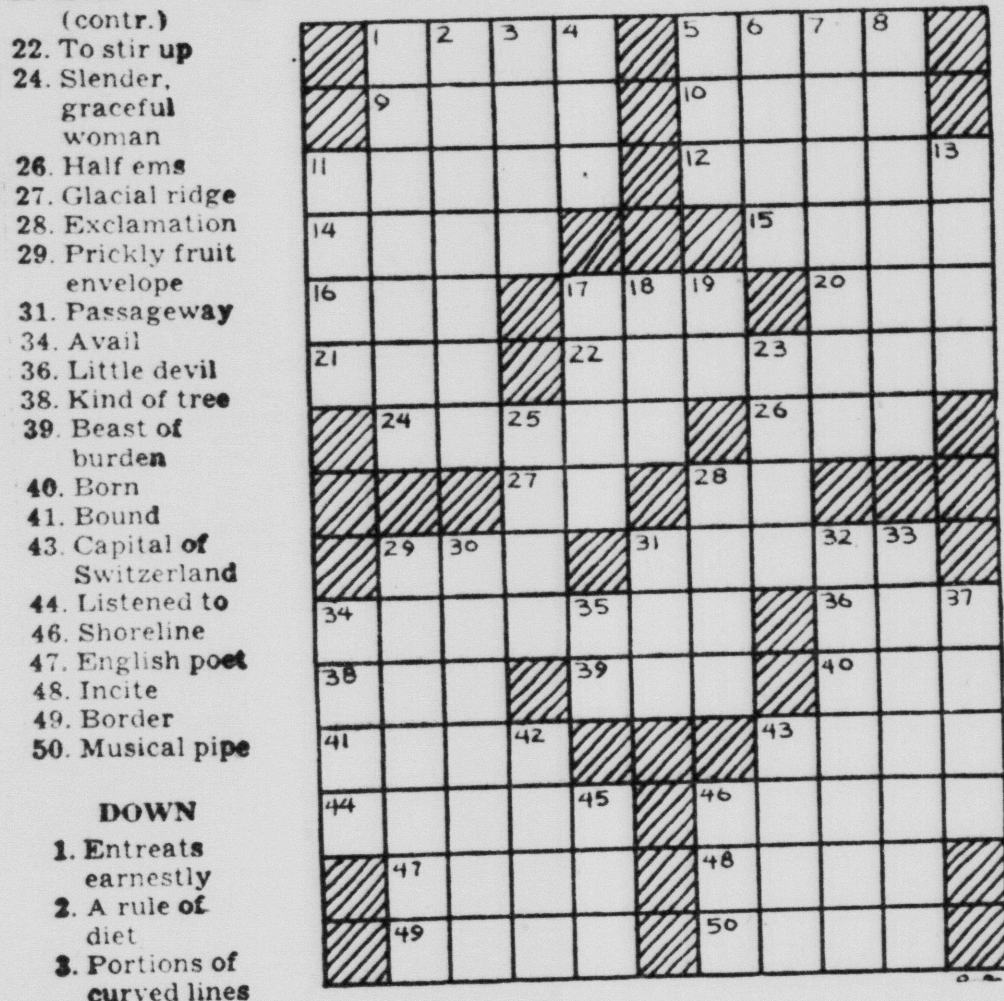 (contr.)
22. To stir up
24. Slender,
graceful
woman
26. Half ems
27. Glacial ridge
28. Exclamation
29. Prickly fruit
envelope
31. Passageway
34. Avail
36. Little devil
38. Kind of tree
39. Beast of
burden
40. Born
41. Bound
43. Capital of
Switzerland
44. Listened to
46. Shoreline
47. English poet
48. Incite
49. Border
50. Musical pipe
DOWN
1. Entreats
earnestly
2. A rule of
diet
3. Portions of
curved lines
1 2 3 4 5 6 7 8
9 10
11 12 13
14 15
16 17 18 19 20
21 22 23
24 25 26
27 28
29 30 31 32 33
34 35 36 37
38 39 40
41 42 43
44 45 46
47 48
49 50